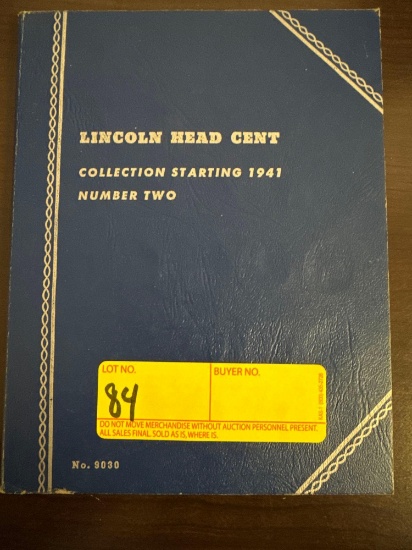 LINCOLN HEAD CENT
COLLECTION STARTING 1941
NUMBER TWO
LOT NO.
BUYER NO.
84
DO NOT MOVE MERCHANDISE WITHOUT AUCTION PERSONNEL PRESENT.
ALL SALES FINAL. SOLD AS IS, WHERE IS.
No. 9030